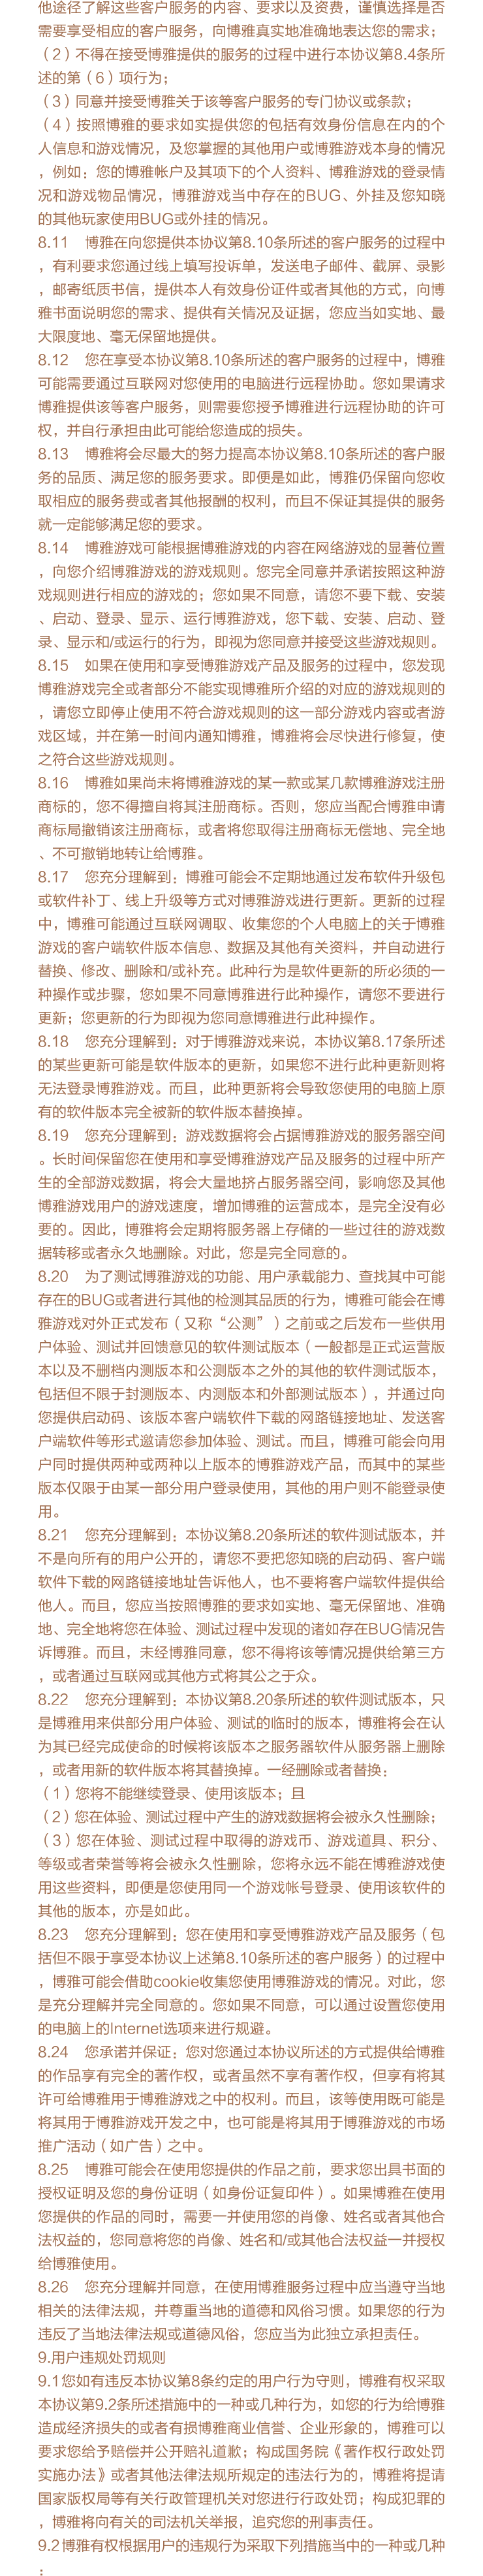 他途径了解这些客户服务的内容、要求以及资费，谨慎选择是否
需要享受相应的客户服务，向博雅真实地准确地表达您的需求；
（2）不得在接受博雅提供的服务的过程中进行本协议第8.4条所
述的第（6）项行为；
（3）同意并接受博雅关于该等客户服务的专门协议或条款；
（4）按照博雅的要求如实提供您的包括有效身份信息在内的个
人信息和游戏情况，及您掌握的其他用户或博雅游戏本身的情况
，例如：您的博雅帐户及其项下的个人资料、博雅游戏的登录情
况和游戏物品情况，博雅游戏当中存在的BUG、外挂及您知晓
的其他玩家使用BUG或外挂的情况。
8.11　博雅在向您提供本协议第8.10条所述的客户服务的过程中
，有利要求您通过线上填写投诉单，发送电子邮件、截屏、录影
，邮寄纸质书信，提供本人有效身份证件或者其他的方式，向博
雅书面说明您的需求、提供有关情况及证据，您应当如实地、最
大限度地、毫无保留地提供。
8.12　您在享受本协议第8.10条所述的客户服务的过程中，博雅
可能需要通过互联网对您使用的电脑进行远程协助。您如果请求
博雅提供该等客户服务，则需要您授予博雅进行远程协助的许可
权，并自行承担由此可能给您造成的损失。
8.13　博雅将会尽最大的努力提高本协议第8.10条所述的客户服
务的品质、满足您的服务要求。即便是如此，博雅仍保留向您收
取相应的服务费或者其他报酬的权利，而且不保证其提供的服务
就一定能够满足您的要求。
8.14　博雅游戏可能根据博雅游戏的内容在网络游戏的显著位置
，向您介绍博雅游戏的游戏规则。您完全同意并承诺按照这种游
戏规则进行相应的游戏的；您如果不同意，请您不要下载、安装
、启动、登录、显示、运行博雅游戏，您下载、安装、启动、登
录、显示和/或运行的行为，即视为您同意并接受这些游戏规则。
8.15　如果在使用和享受博雅游戏产品及服务的过程中，您发现
博雅游戏完全或者部分不能实现博雅所介绍的对应的游戏规则的
，请您立即停止使用不符合游戏规则的这一部分游戏内容或者游
戏区域，并在第一时间内通知博雅，博雅将会尽快进行修复，使
之符合这些游戏规则。
8.16　博雅如果尚未将博雅游戏的某一款或某几款博雅游戏注册
商标的，您不得擅自将其注册商标。否则，您应当配合博雅申请
商标局撤销该注册商标，或者将您取得注册商标无偿地、完全地
、不可撤销地转让给博雅。
8.17　您充分理解到：博雅可能会不定期地通过发布软件升级包
或软件补丁、线上升级等方式对博雅游戏进行更新。更新的过程
中，博雅可能通过互联网调取、收集您的个人电脑上的关于博雅
游戏的客户端软件版本信息、数据及其他有关资料，并自动进行
替换、修改、删除和/或补充。此种行为是软件更新的所必须的一
种操作或步骤，您如果不同意博雅进行此种操作，请您不要进行
更新；您更新的行为即视为您同意博雅进行此种操作。
8.18　您充分理解到：对于博雅游戏来说，本协议第8.17条所述
的某些更新可能是软件版本的更新，如果您不进行此种更新则将
无法登录博雅游戏。而且，此种更新将会导致您使用的电脑上原
有的软件版本完全被新的软件版本替换掉。
8.19　您充分理解到：游戏数据将会占据博雅游戏的服务器空间
。长时间保留您在使用和享受博雅游戏产品及服务的过程中所产
生的全部游戏数据，将会大量地挤占服务器空间，影响您及其他
博雅游戏用户的游戏速度，增加博雅的运营成本，是完全没有必
要的。因此，博雅将会定期将服务器上存储的一些过往的游戏数
据转移或者永久地删除。对此，您是完全同意的。
8.20　为了测试博雅游戏的功能、用户承载能力、查找其中可能
存在的BUG或者进行其他的检测其品质的行为，博雅可能会在博
雅游戏对外正式发布（又称“公测”）之前或之后发布一些供用
户体验、测试并回馈意见的软件测试版本（一般都是正式运营版
本以及不删档内测版本和公测版本之外的其他的软件测试版本，
包括但不限于封测版本、内测版本和外部测试版本），并通过向
您提供启动码、该版本客户端软件下载的网路链接地址、发送客
户端软件等形式邀请您参加体验、测试。而且，博雅可能会向用
户同时提供两种或两种以上版本的博雅游戏产品，而其中的某些
版本仅限于由某一部分用户登录使用，其他的用户则不能登录使
用。
8.21　您充分理解到：本协议第8.20条所述的软件测试版本，并
不是向所有的用户公开的，请您不要把您知晓的启动码、客户端
软件下载的网路链接地址告诉他人，也不要将客户端软件提供给
他人。而且，您应当按照博雅的要求如实地、毫无保留地、准确
地、完全地将您在体验、测试过程中发现的诸如存在BUG情况告
诉博雅。而且，未经博雅同意，您不得将该等情况提供给第三方
，或者通过互联网或其他方式将其公之于众。
8.22　您充分理解到：本协议第8.20条所述的软件测试版本，只
是博雅用来供部分用户体验、测试的临时的版本，博雅将会在认
为其已经完成使命的时候将该版本之服务器软件从服务器上删除
，或者用新的软件版本将其替换掉。一经删除或者替换：
（1）您将不能继续登录、使用该版本；且
（2）您在体验、测试过程中产生的游戏数据将会被永久性删除；
（3）您在体验、测试过程中取得的游戏币、游戏道具、积分、
等级或者荣誉等将会被永久性删除，您将永远不能在博雅游戏使
用这些资料，即便是您使用同一个游戏帐号登录、使用该软件的
其他的版本，亦是如此。
8.23　您充分理解到：您在使用和享受博雅游戏产品及服务（包
括但不限于享受本协议上述第8.10条所述的客户服务）的过程中
，博雅可能会借助cookie收集您使用博雅游戏的情况。对此，您
是充分理解并完全同意的。您如果不同意，可以通过设置您使用
的电脑上的Internet选项来进行规避。
8.24　您承诺并保证：您对您通过本协议所述的方式提供给博雅
的作品享有完全的著作权，或者虽然不享有著作权，但享有将其
许可给博雅用于博雅游戏之中的权利。而且，该等使用既可能是
将其用于博雅游戏开发之中，也可能是将其用于博雅游戏的市场
推广活动（如广告）之中。
8.25　博雅可能会在使用您提供的作品之前，要求您出具书面的
授权证明及您的身份证明（如身份证复印件）。如果博雅在使用
您提供的作品的同时，需要一并使用您的肖像、姓名或者其他合
法权益的，您同意将您的肖像、姓名和/或其他合法权益一并授权
给博雅使用。
8.26　您充分理解并同意，在使用博雅服务过程中应当遵守当地
相关的法律法规，并尊重当地的道德和风俗习惯。如果您的行为
违反了当地法律法规或道德风俗，您应当为此独立承担责任。
9.用户违规处罚规则
9.1您如有违反本协议第8条约定的用户行为守则，博雅有权采取
本协议第9.2条所述措施中的一种或几种行为，如您的行为给博雅
造成经济损失的或者有损博雅商业信誉、企业形象的，博雅可以
要求您给予赔偿并公开赔礼道歉；构成国务院《著作权行政处罚
实施办法》或者其他法律法规所规定的违法行为的，博雅将提请
国家版权局等有关行政管理机关对您进行行政处罚；构成犯罪的
，博雅将向有关的司法机关举报，追究您的刑事责任。
9.2博雅有权根据用户的违规行为采取下列措施当中的一种或几种
：